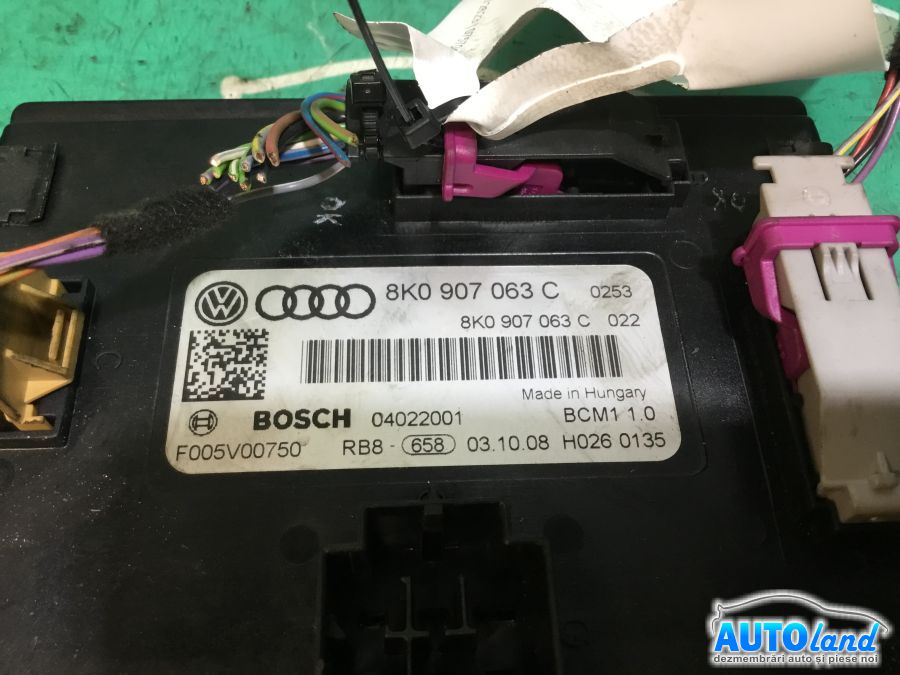 OK
8K0 907 063 C 0253
8K0 907 063 C 022
Made in Hungary
BOSCH 04022001 BCM1 1.0
F005V00750 RB8 - 658 03.10.08 H026 0135
AUTOland
dezmembrări auto și piese noi